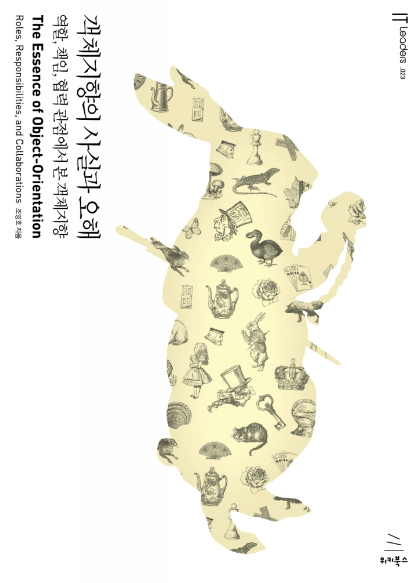 IT Leaders _023
객체지향의 사실과 오해
역할, 책임, 협력 관점에서 본 객체지향
The Essence of Object-Orientation
Roles, Responsibilities, and Collaborations 조영호 지음
위키북스